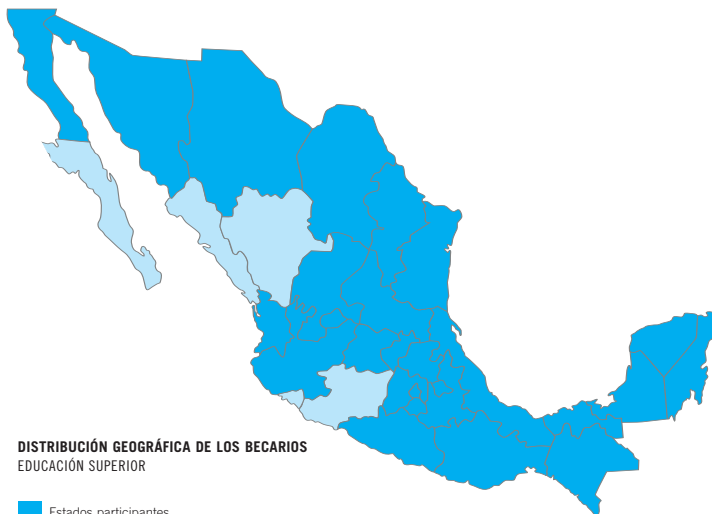 DISTRIBUCIÓN GEOGRÁFICA DE LOS BECARIOS
EDUCACIÓN SUPERIOR
Estados participantes